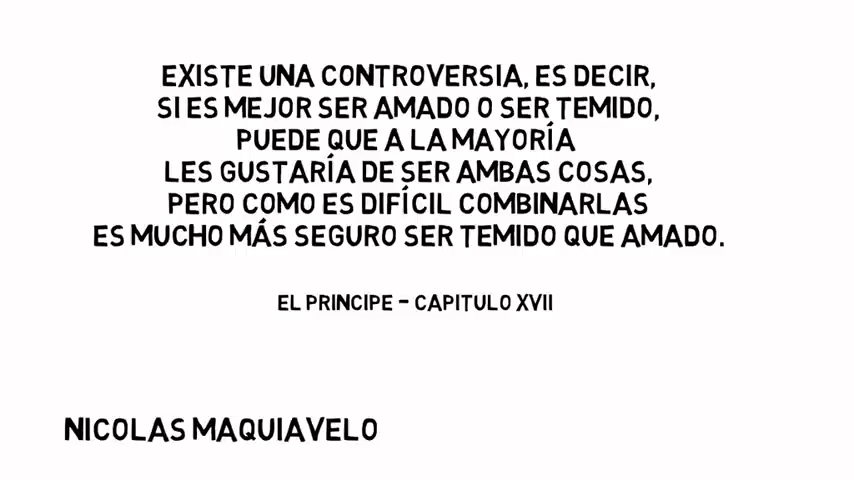 EXISTE UNA CONTROVERSIA, ES DECIR,
SI ES MEJOR SER AMADO O SER TEMIDO,
PUEDE QUE A LA MAYORÍA
LES GUSTARÍA DE SER AMBAS COSAS,
PERO COMO ES DIFÍCIL COMBINARLAS
ES MUCHO MÁS SEGURO SER TEMIDO QUE AMADO.
EL PRINCIPE - CAPITULO XVII
NICOLAS MAQUIAVELO